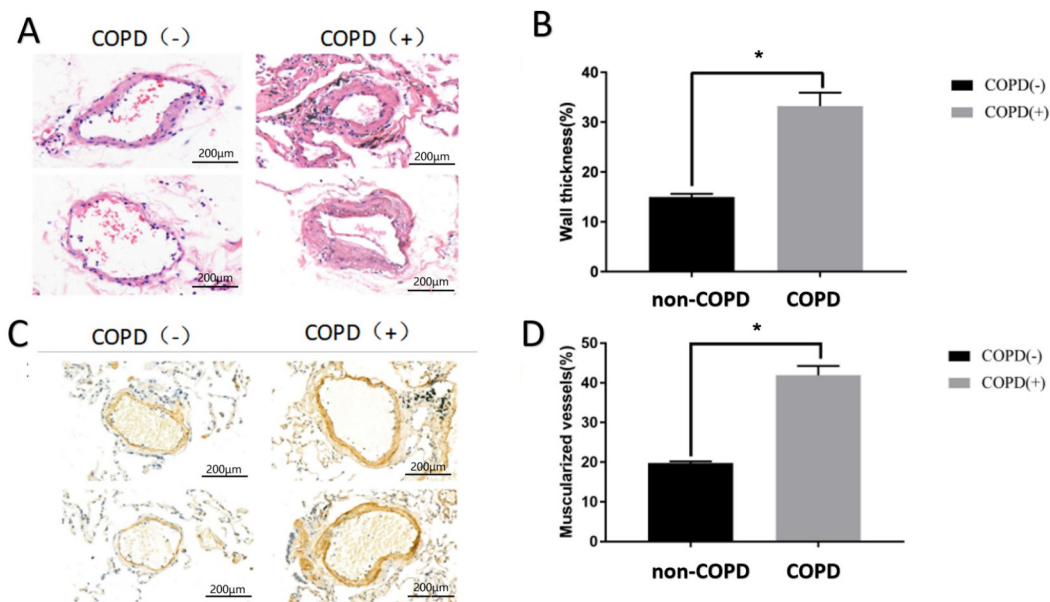 A
COPD（-）
COPD（+）
200μm
200μm
200μm
200μm
B
*
Wall thickness(%)
40
30
20
10
0
non-COPD
COPD
COPD(-)
COPD(+)
C
COPD（-）
COPD（+）
200μm
200μm
200μm
200μm
D
*
Muscularized vessels(%)
50
40
30
20
10
0
non-COPD
COPD
COPD(-)
COPD(+)